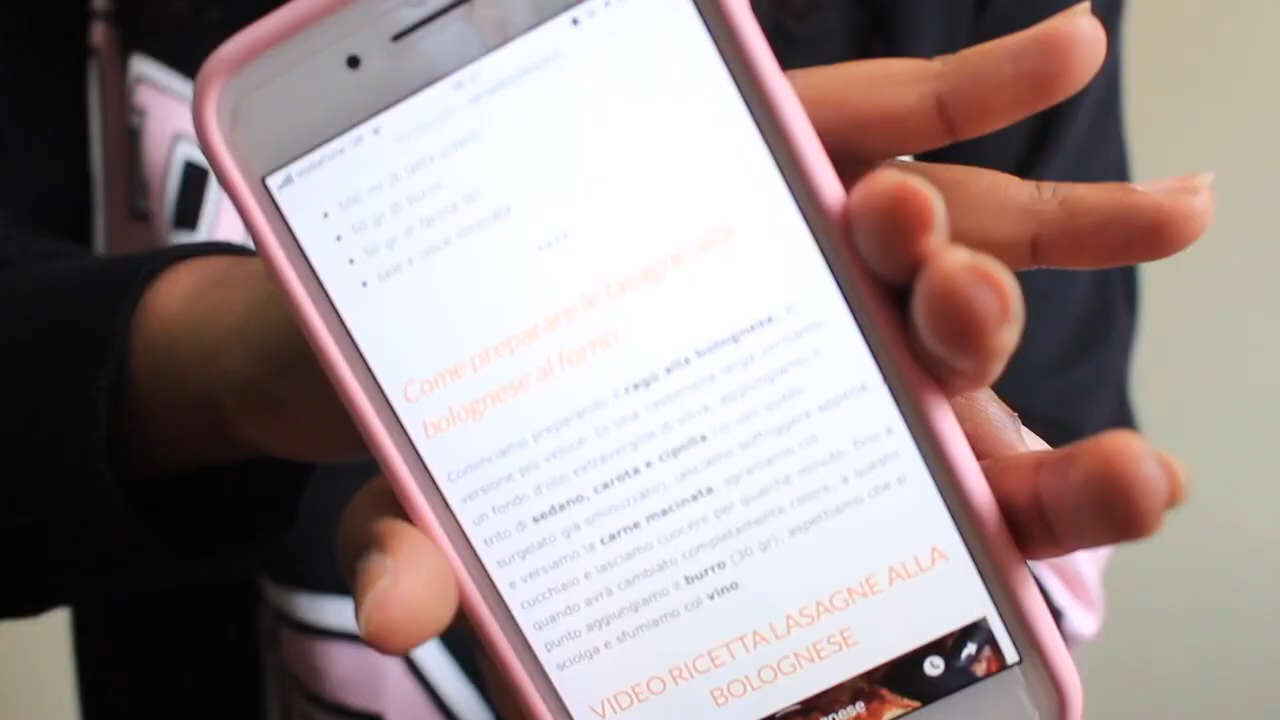 vodafone UK
500 ml di latte intero
50 gr di burro
50 gr di farina 00
sale e noce moscata
****
Come preparare le lasagne alla
bolognese al forno
Cominciamo preparando il ragù alla bolognese, in
versione più veloce. In una casseruola larga, versiamo
un fondo d'olio extravergine di oliva, aggiungiamo il
trito di sedano, carota e cipolla (io uso quello
surgelato già sminuzzato), lasciamo soffriggere appena
e versiamo la carne macinata, sgraniamo col
cucchiaio e lasciamo cuocere per qualche minuto, fino a
quando avrà cambiato completamente colore, a questo
punto aggiungiamo il burro (30 gr), aspettiamo che si
sciolga e sfumiamo col vino
VIDEO RICETTA LASAGNE ALLA
BOLOGNESE
gnese